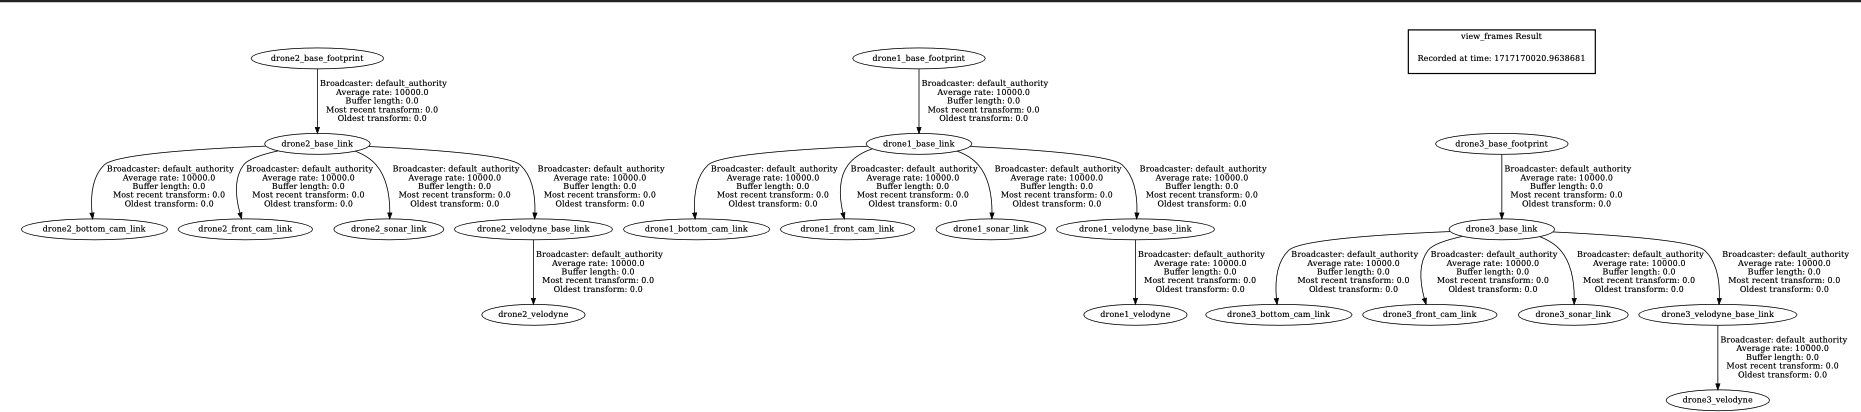 view_frames Result
Recorded at time: 1717170020.9638681
drone2_base_footprint
Broadcaster: default_authority
Average rate: 10000.0
Buffer length: 0.0
Most recent transform: 0.0
Oldest transform: 0.0
drone2_base_link
Broadcaster: default_authority
Average rate: 10000.0
Buffer length: 0.0
Most recent transform: 0.0
Oldest transform: 0.0
Broadcaster: default_authority
Average rate: 10000.0
Buffer length: 0.0
Most recent transform: 0.0
Oldest transform: 0.0
Broadcaster: default_authority
Average rate: 10000.0
Buffer length: 0.0
Most recent transform: 0.0
Oldest transform: 0.0
Broadcaster: default_authority
Average rate: 10000.0
Buffer length: 0.0
Most recent transform: 0.0
Oldest transform: 0.0
drone2_bottom_cam_link
drone2_front_cam_link
drone2_sonar_link
drone2_velodyne_base_link
Broadcaster: default_authority
Average rate: 10000.0
Buffer length: 0.0
Most recent transform: 0.0
Oldest transform: 0.0
drone2_velodyne
drone1_base_footprint
Broadcaster: default_authority
Average rate: 10000.0
Buffer length: 0.0
Most recent transform: 0.0
Oldest transform: 0.0
drone1_base_link
Broadcaster: default_authority
Average rate: 10000.0
Buffer length: 0.0
Most recent transform: 0.0
Oldest transform: 0.0
Broadcaster: default_authority
Average rate: 10000.0
Buffer length: 0.0
Most recent transform: 0.0
Oldest transform: 0.0
Broadcaster: default_authority
Average rate: 10000.0
Buffer length: 0.0
Most recent transform: 0.0
Oldest transform: 0.0
Broadcaster: default_authority
Average rate: 10000.0
Buffer length: 0.0
Most recent transform: 0.0
Oldest transform: 0.0
drone1_bottom_cam_link
drone1_front_cam_link
drone1_sonar_link
drone1_velodyne_base_link
Broadcaster: default_authority
Average rate: 10000.0
Buffer length: 0.0
Most recent transform: 0.0
Oldest transform: 0.0
drone1_velodyne
drone3_base_footprint
Broadcaster: default_authority
Average rate: 10000.0
Buffer length: 0.0
Most recent transform: 0.0
Oldest transform: 0.0
drone3_base_link
Broadcaster: default_authority
Average rate: 10000.0
Buffer length: 0.0
Most recent transform: 0.0
Oldest transform: 0.0
Broadcaster: default_authority
Average rate: 10000.0
Buffer length: 0.0
Most recent transform: 0.0
Oldest transform: 0.0
Broadcaster: default_authority
Average rate: 10000.0
Buffer length: 0.0
Most recent transform: 0.0
Oldest transform: 0.0
Broadcaster: default_authority
Average rate: 10000.0
Buffer length: 0.0
Most recent transform: 0.0
Oldest transform: 0.0
drone3_bottom_cam_link
drone3_front_cam_link
drone3_sonar_link
drone3_velodyne_base_link
Broadcaster: default_authority
Average rate: 10000.0
Buffer length: 0.0
Most recent transform: 0.0
Oldest transform: 0.0
drone3_velodyne